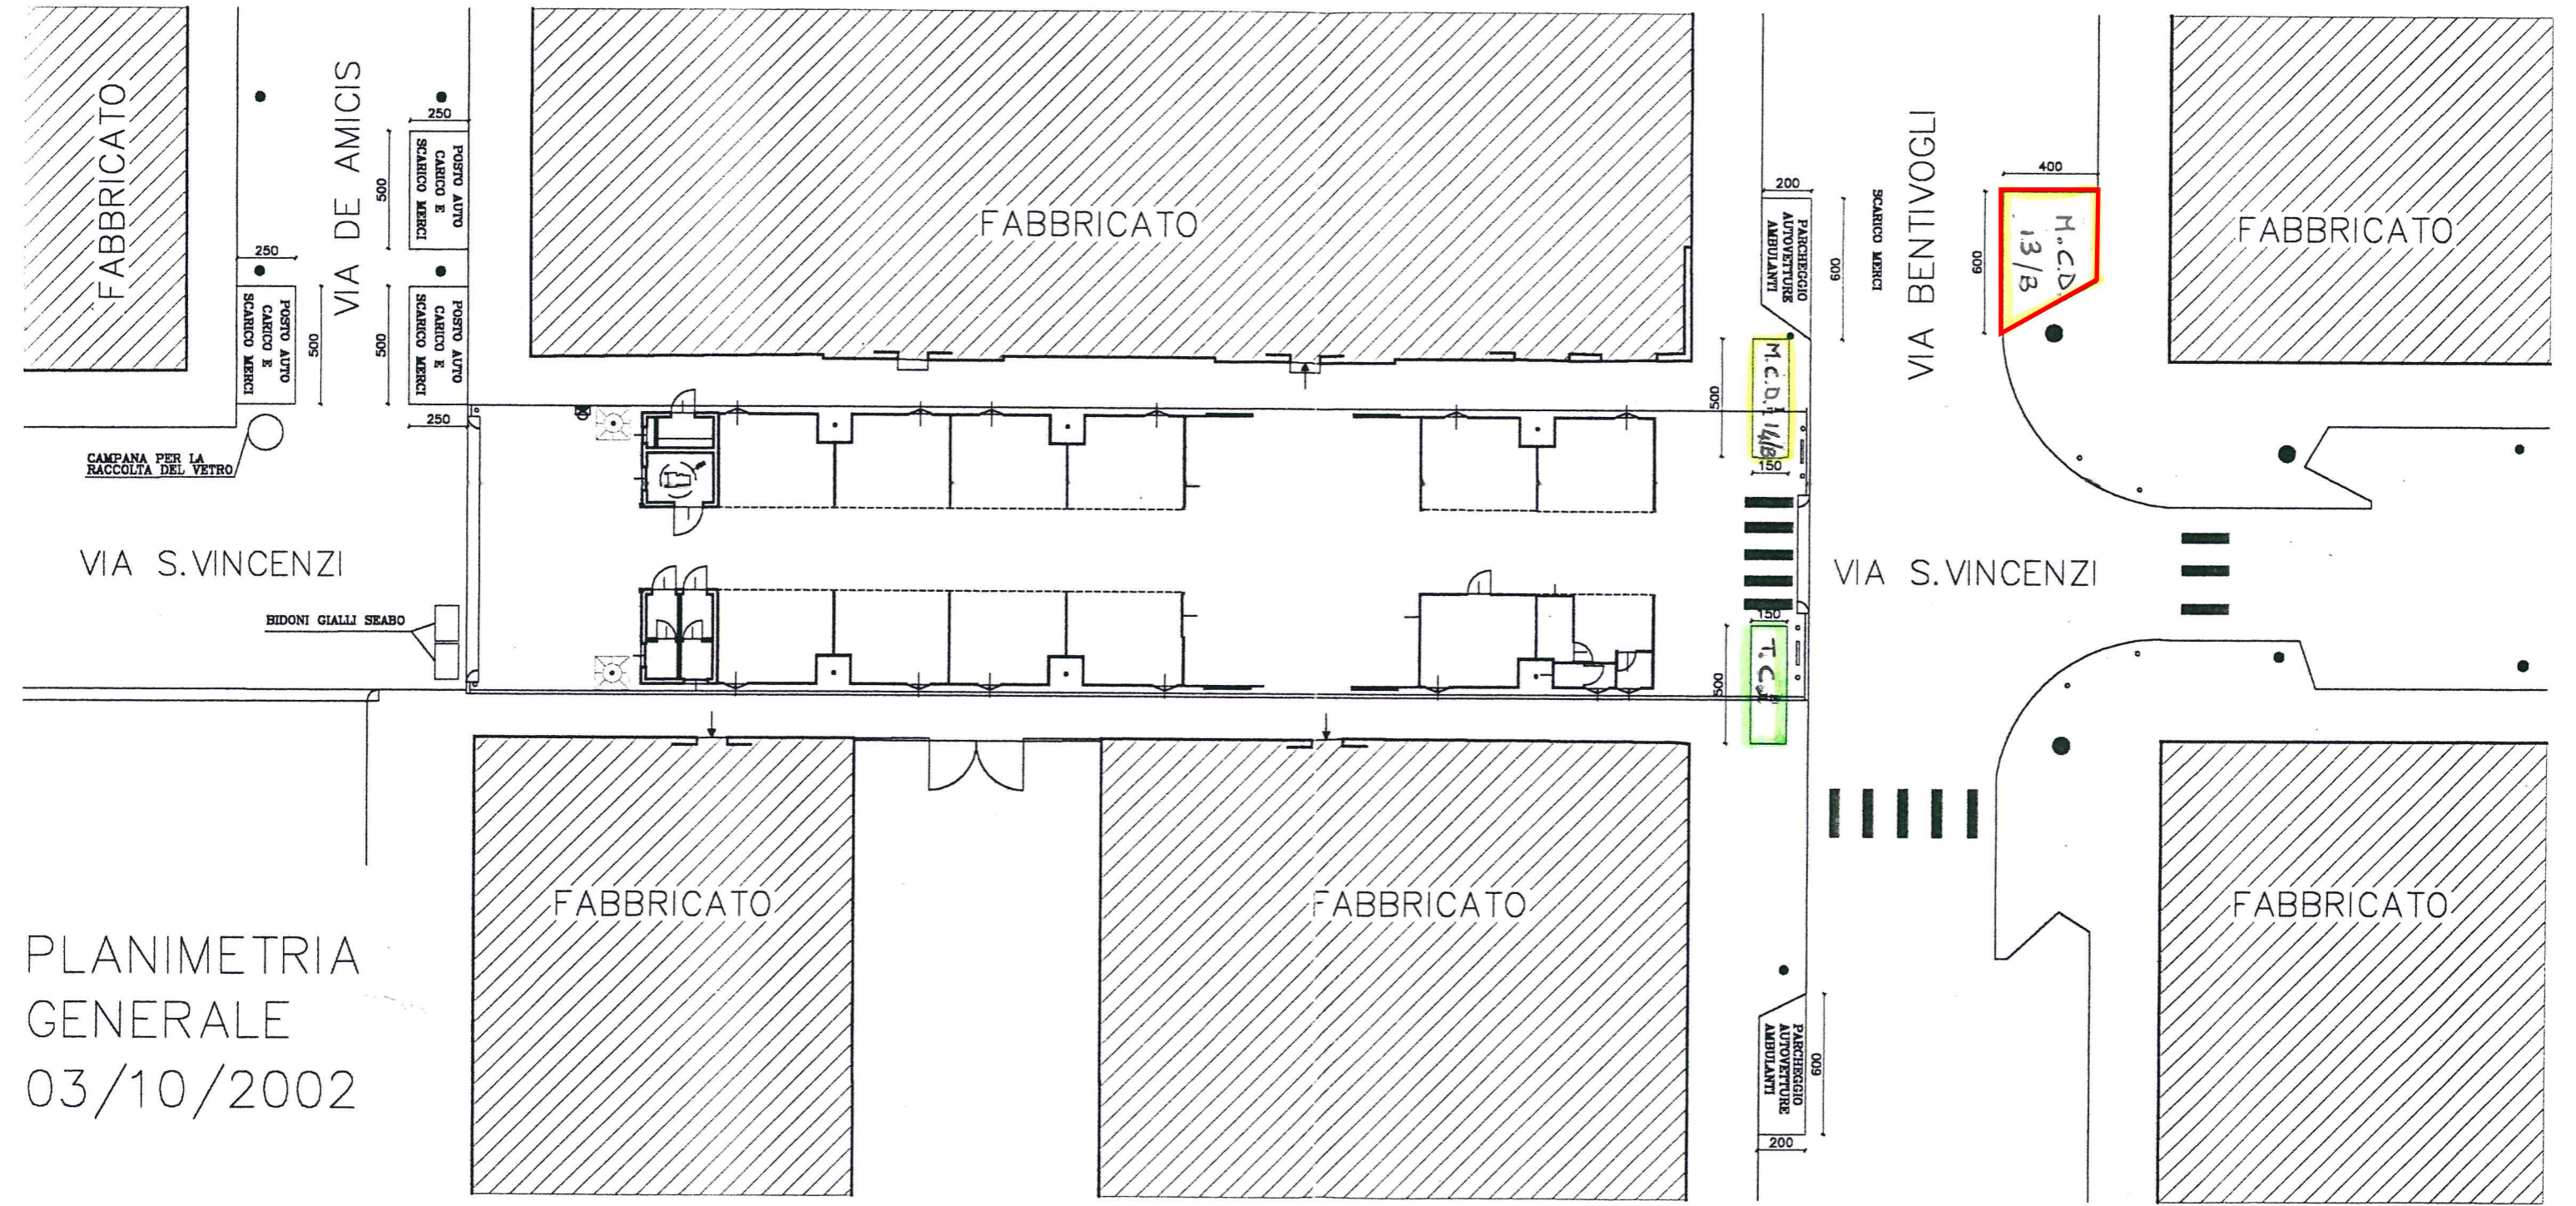 FABBRICATO
VIA DE AMICIS
250
500
POSTO AUTO
CARICO E
SCARICO MERCI
250
500
POSTO AUTO
CARICO E
SCARICO MERCI
500
POSTO AUTO
CARICO E
SCARICO MERCI
250
CAMPANA PER LA
RACCOLTA DEL VETRO
VIA S.VINCENZI
BIDONI GIALLI SEABO
FABBRICATO
200
PARCHEGGIO
AUTOVETTURE
AMBULANTI
600
SCARICO MERCI
VIA BENTIVOGLI
400
600
M.C.D.
13/B
FABBRICATO
500
M.C.D. 14/B
150
VIA S.VINCENZI
150
500
T.C.
FABBRICATO
FABBRICATO
FABBRICATO
PARCHEGGIO
AUTOVETTURE
AMBULANTI
600
200
PLANIMETRIA
GENERALE
03/10/2002